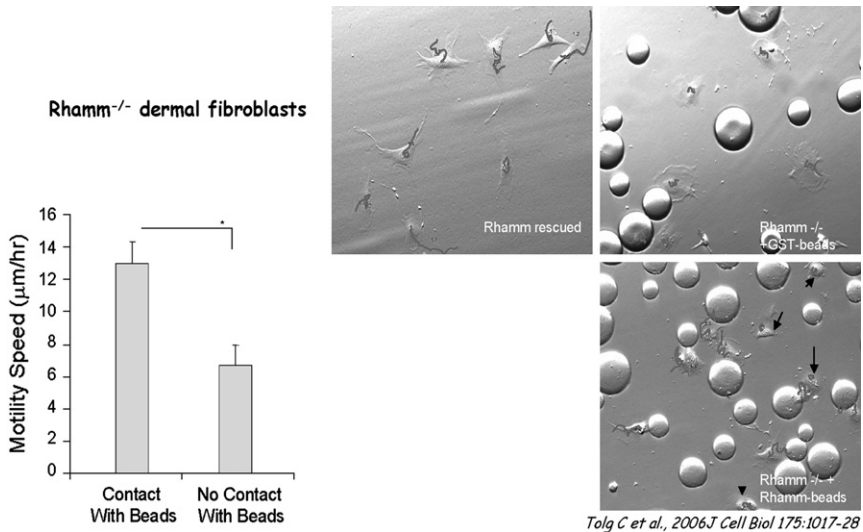 Rhamm-/- dermal fibroblasts
Rhamm rescued
Rhamm -/-
+GST-beads
Motility Speed (μm/hr)
16
14
12
10
8
6
4
2
0
*
Contact
With Beads
No Contact
With Beads
Rhamm -/- +
Rhamm-beads
Tolg C et al., 2006 J Cell Biol 175:1017-28